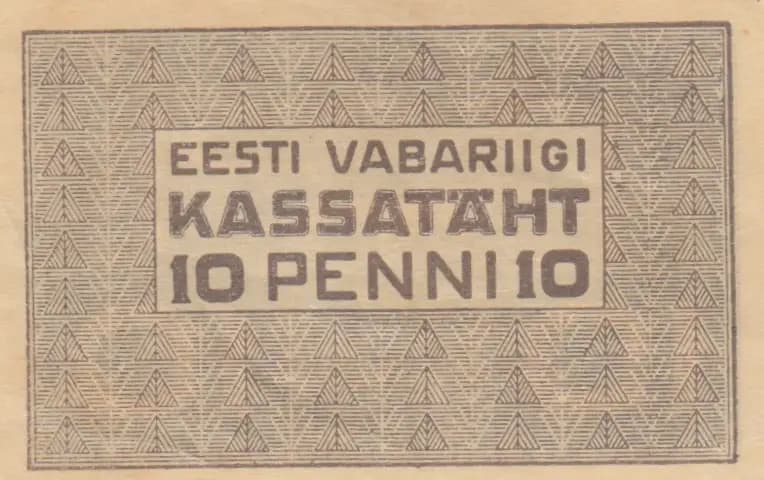 EESTI VABARIIGI
KASSATÄHT
10 PENNI 10